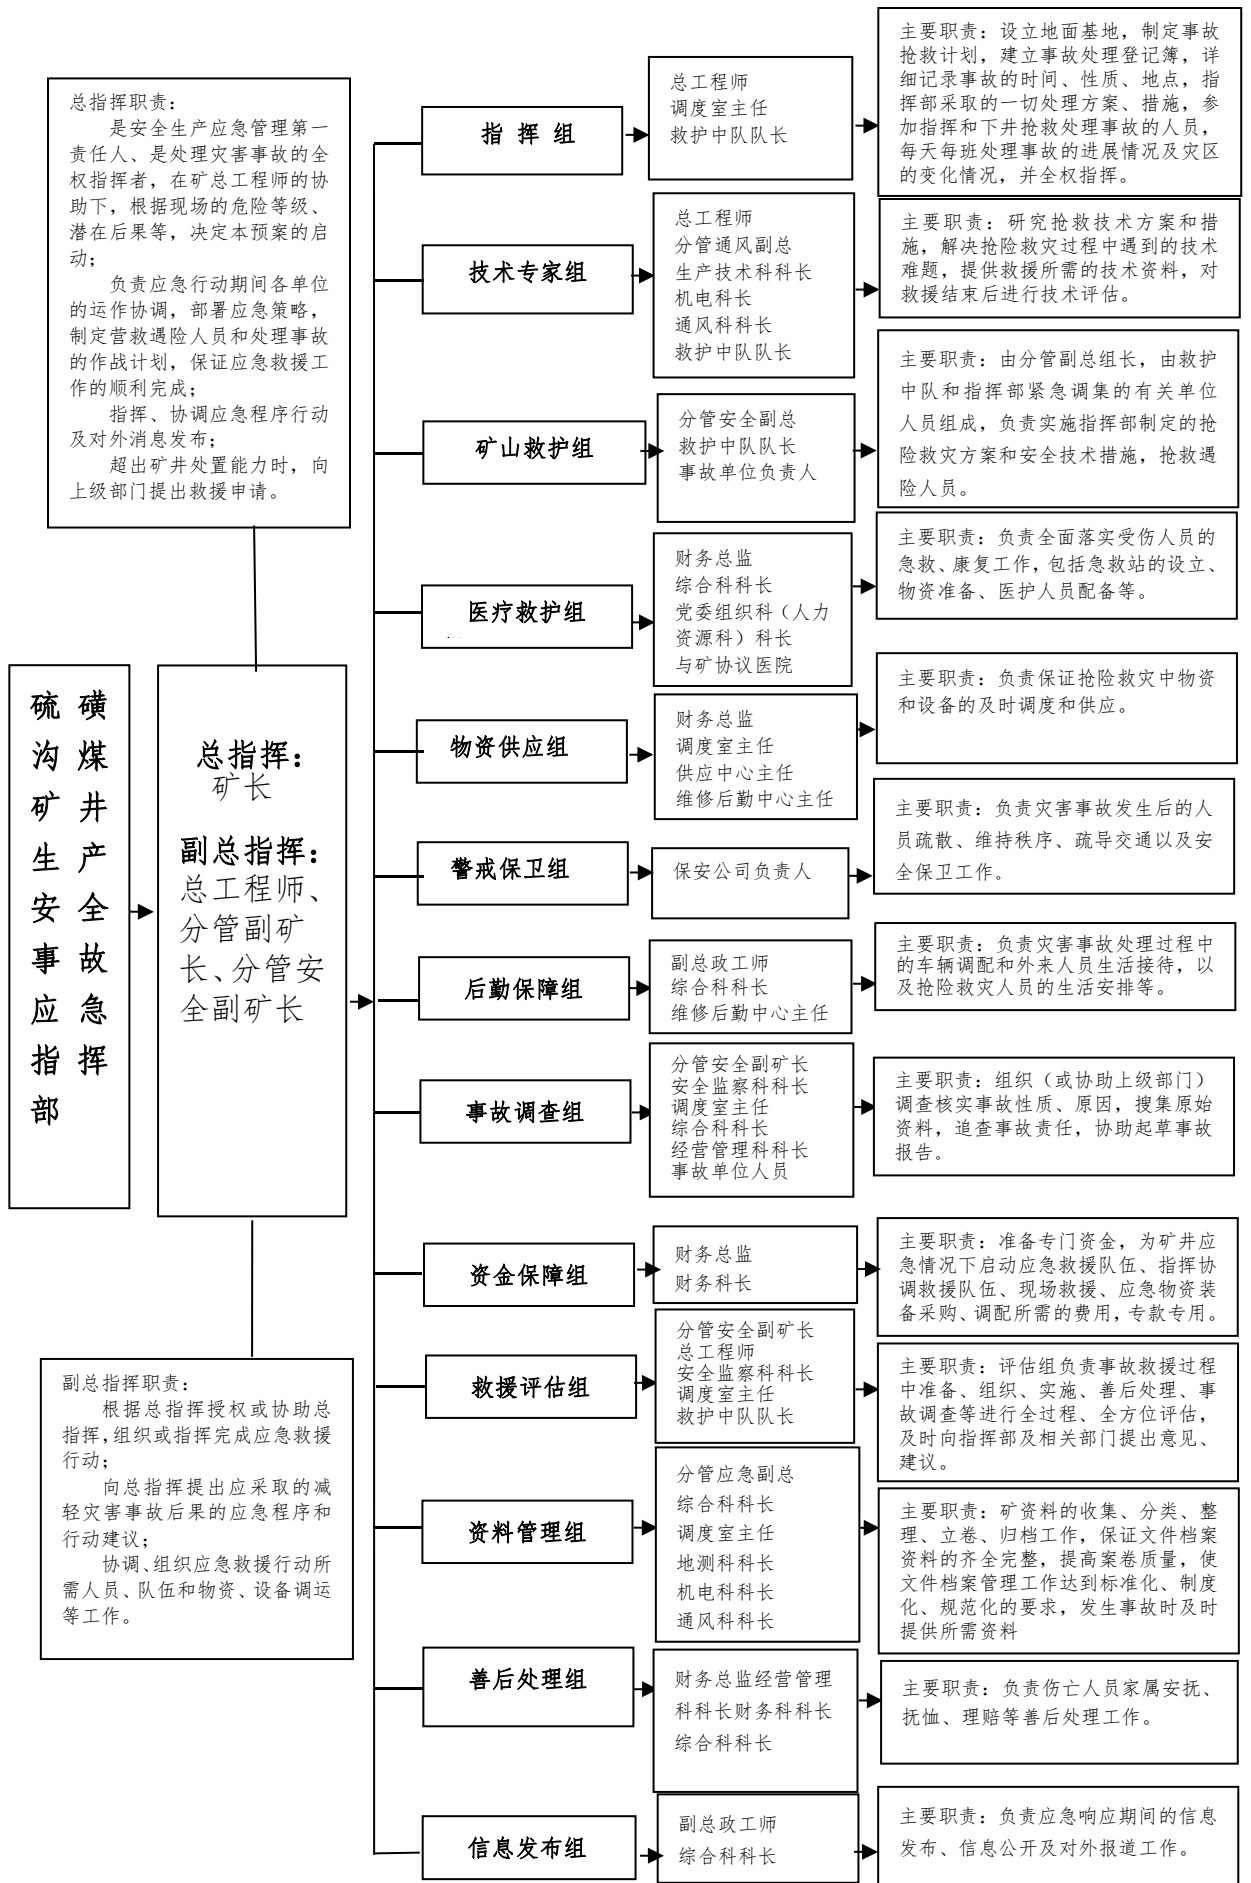 硫磺
沟煤
矿井
生产
安全
事故
应急
指挥
部
总指挥：
矿长
副总指挥：
总工程师、
分管副矿
长、分管安
全副矿长
总指挥职责：
是安全生产应急管理第一
责任人、是处理灾害事故的全
权指挥者，在矿总工程师的协
助下，根据现场的危险等级、
潜在后果等，决定本预案的启
动；
负责应急行动期间各单位
的运作协调，部署应急策略，
制定营救遇险人员和处理事故
的作战计划，保证应急救援工
作的顺利完成；
指挥、协调应急程序行动
及对外消息发布；
超出矿井处置能力时，向
上级部门提出救援申请。
副总指挥职责：
根据总指挥授权或协助总
指挥，组织或指挥完成应急救援
行动；
向总指挥提出应采取的减
轻灾害事故后果的应急程序和
行动建议；
协调、组织应急救援行动所
需人员、队伍和物资、设备调运
等工作。
指 挥 组
总工程师
调度室主任
救护中队队长
主要职责：设立地面基地，制定事故
抢救计划，建立事故处理登记簿，详
细记录事故的时间、性质、地点，指
挥部采取的一切处理方案、措施，参
加指挥和下井抢救处理事故的人员，
每天每班处理事故的进展情况及灾区
的变化情况，并全权指挥。
技术专家组
总工程师
分管通风副总
生产技术科科长
机电科长
通风科科长
救护中队队长
主要职责：研究抢救技术方案和措
施，解决抢险救灾过程中遇到的技术
难题，提供救援所需的技术资料，对
救援结束后进行技术评估。
矿山救护组
分管安全副总
救护中队队长
事故单位负责人
主要职责：由分管副总组长，由救护
中队和指挥部紧急调集的有关单位
人员组成，负责实施指挥部制定的抢
险救灾方案和安全技术措施，抢救遇
险人员。
医疗救护组
财务总监
综合科科长
党委组织科（人力
资源科）科长
与矿协议医院
主要职责：负责全面落实受伤人员的
急救、康复工作，包括急救站的设立、
物资准备、医护人员配备等。
物资供应组
财务总监
调度室主任
供应中心主任
维修后勤中心主任
主要职责：负责保证抢险救灾中物资
和设备的及时调度和供应。
警戒保卫组
保安公司负责人
主要职责：负责灾害事故发生后的人
员疏散、维持秩序、疏导交通以及安
全保卫工作。
后勤保障组
副总政工师
综合科科长
维修后勤中心主任
主要职责：负责灾害事故处理过程中
的车辆调配和外来人员生活接待，以
及抢险救灾人员的生活安排等。
事故调查组
分管安全副矿长
安全监察科科长
调度室主任
综合科科长
经营管理科科长
事故单位人员
主要职责：组织（或协助上级部门）
调查核实事故性质、原因，搜集原始
资料，追查事故责任，协助起草事故
报告。
资金保障组
财务总监
财务科长
主要职责：准备专门资金，为矿井应
急情况下启动应急救援队伍、指挥协
调救援队伍、现场救援、应急物资装
备采购、调配所需的费用，专款专用。
救援评估组
分管安全副矿长
总工程师
安全监察科科长
调度室主任
救护中队队长
主要职责：评估组负责事故救援过程
中准备、组织、实施、善后处理、事
故调查等进行全过程、全方位评估，
及时向指挥部及相关部门提出意见、
建议。
资料管理组
分管应急副总
综合科科长
调度室主任
地测科科长
机电科科长
通风科科长
主要职责：矿资料的收集、分类、整
理、立卷、归档工作，保证文件档案
资料的齐全完整，提高案卷质量，使
文件档案管理工作达到标准化、制度
化、规范化的要求，发生事故时及时
提供所需资料
善后处理组
财务总监经营管理
科科长财务科科长
综合科科长
主要职责：负责伤亡人员家属安抚、
抚恤、理赔等善后处理工作。
信息发布组
副总政工师
综合科科长
主要职责：负责应急响应期间的信息
发布、信息公开及对外报道工作。